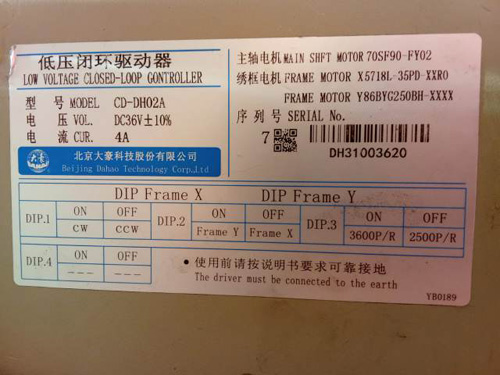 低压闭环驱动器
LOW VOLTAGE CLOSED-LOOP GONTROLLER
型 号 MODEL CD-DH02A
电 压 VOL. DC36V±10%
电 流 CUR. 4A
大豪
北京大豪科技股份有限公司
Beijing Dahao Technology Corp.,Ltd
主轴电机 MAIN SHFT MOTOR 70SF90-FY02
绣框电机 FRAME MOTOR X5718L-35PD-XXR0
FRAME MOTOR Y86BYG250BH-XXXX
序列号 SERIAL No.
7
DH31003620
DIP Frame X DIP Frame Y
DIP.1 ON OFF DIP.2 ON OFF DIP.3 ON OFF
CW CCW Frame Y Frame X 3600P/R 2500P/R
DIP.4 ON OFF
--- ---
• 使用前请按说明书要求可靠接地
The driver must be connected to the earth
YB0189